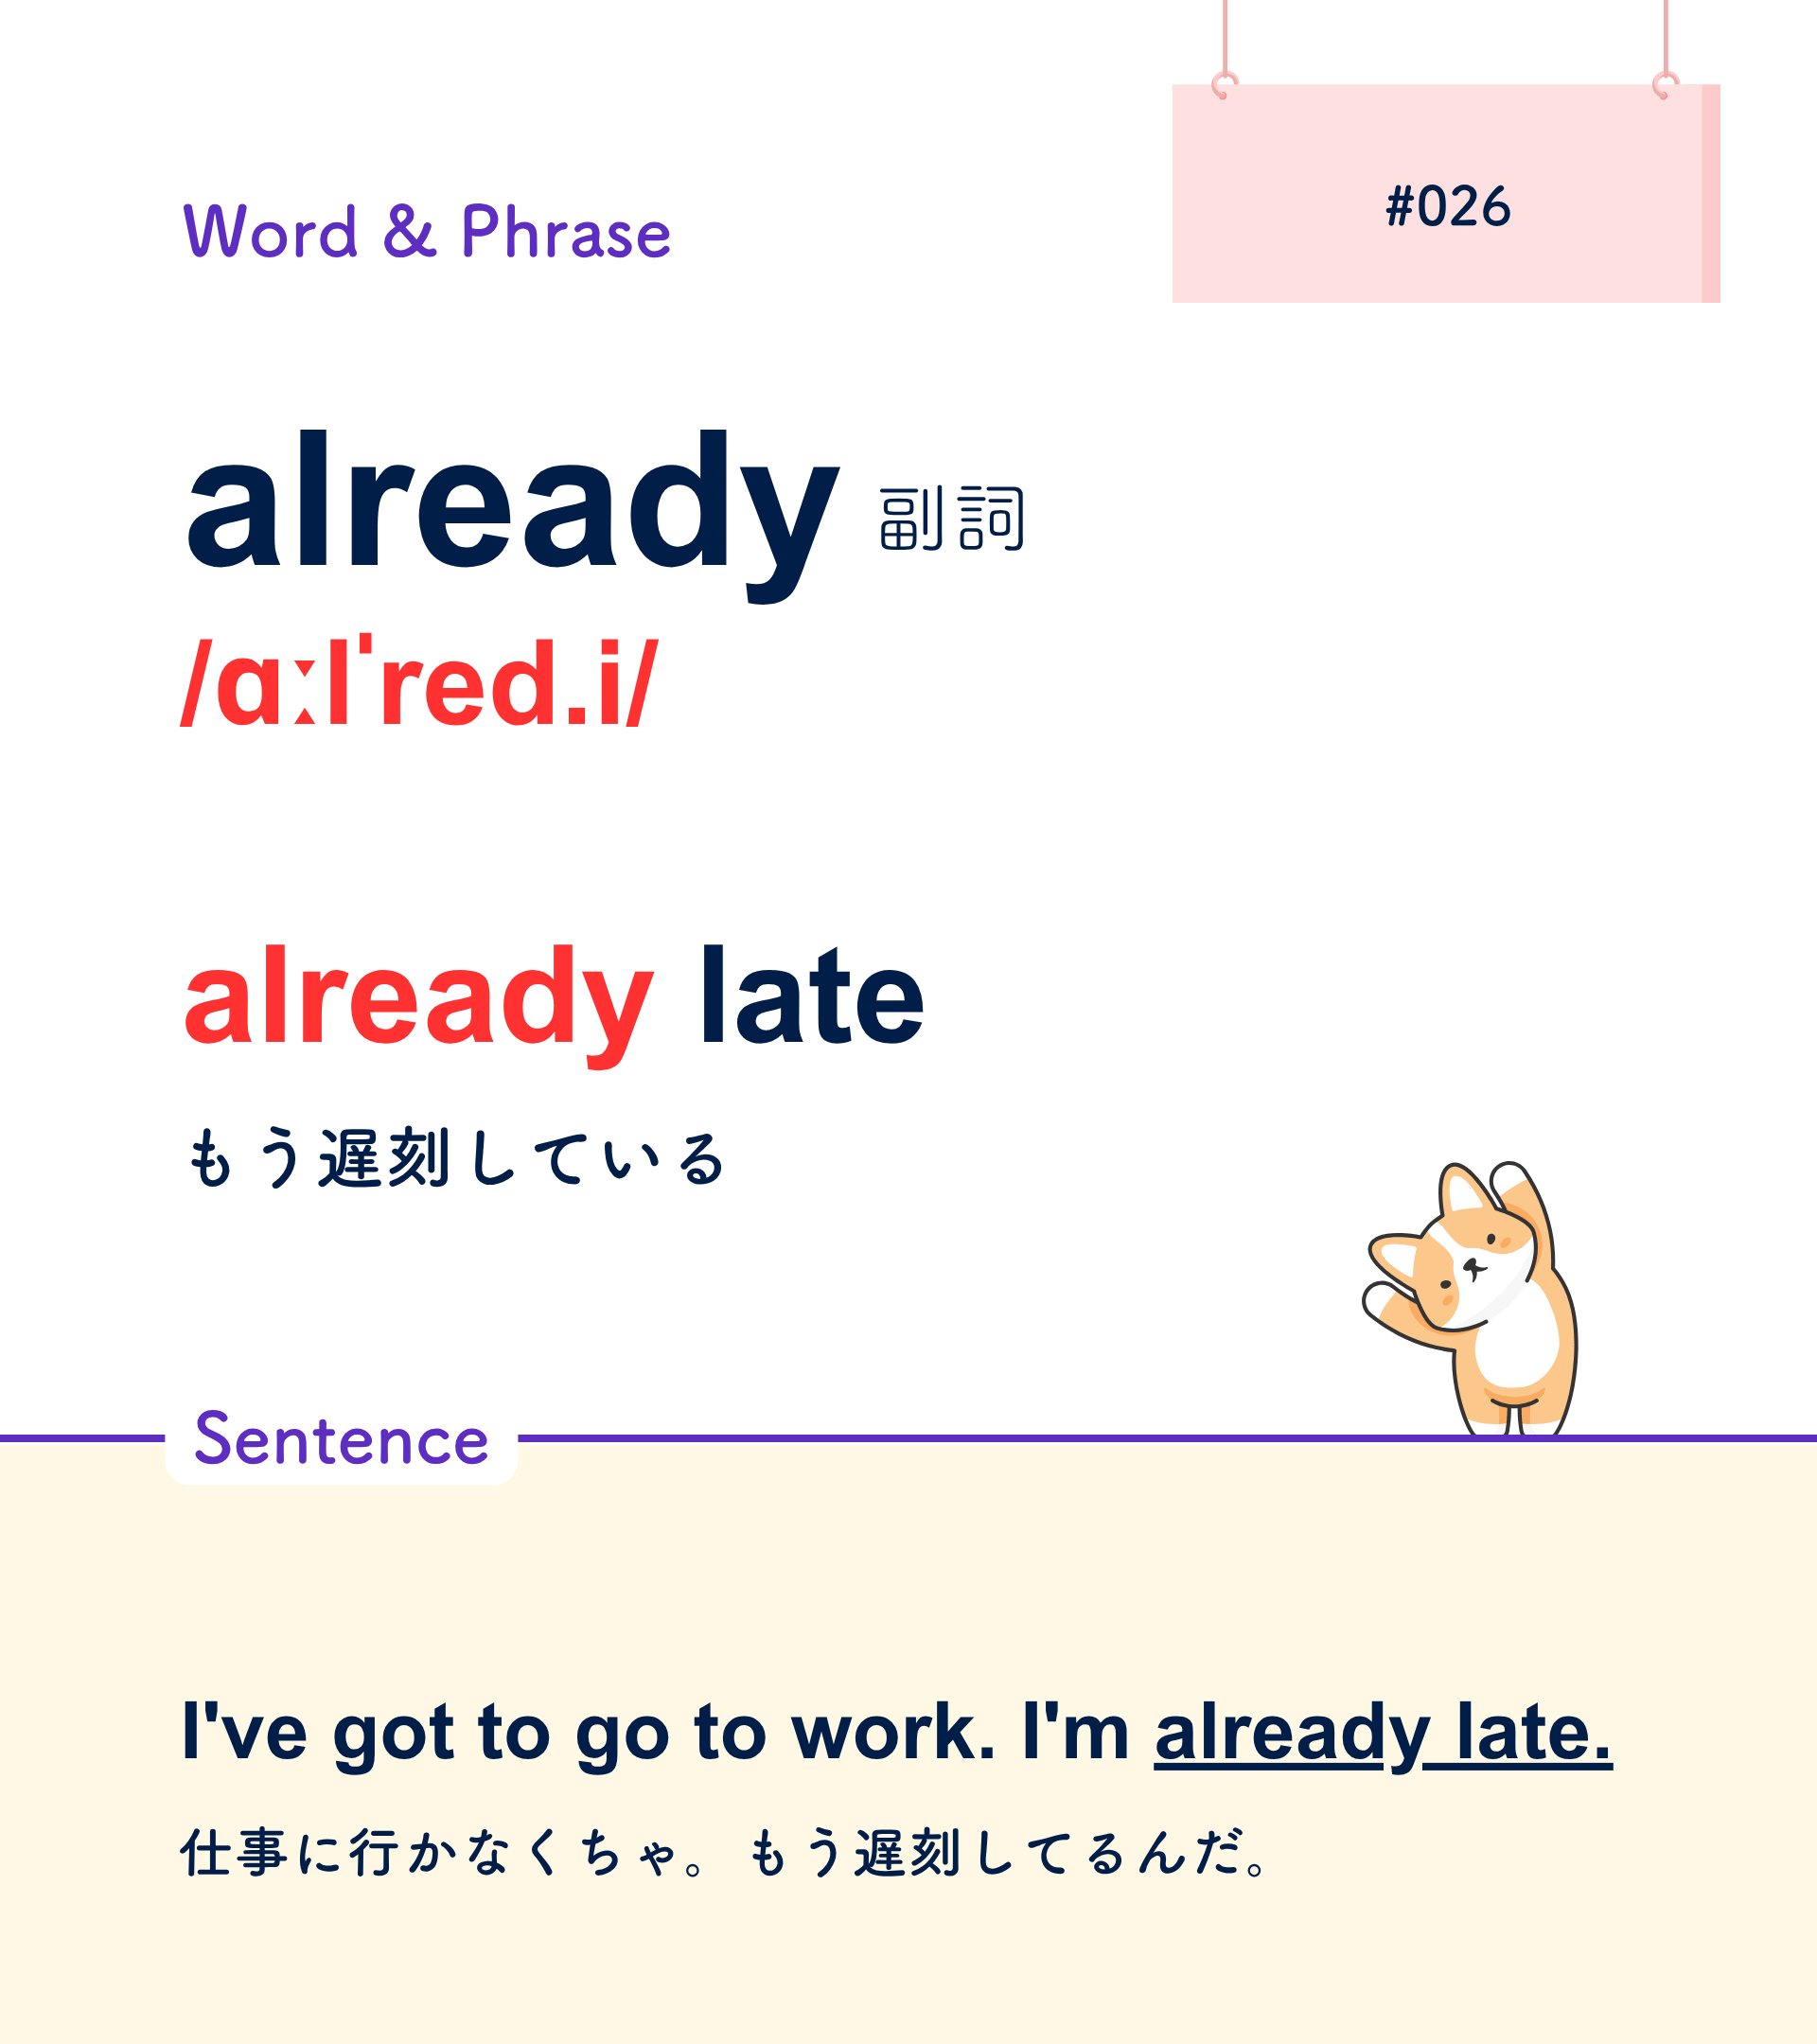 Word & Phrase
#026
already 副詞
/ɑːlˈred.i/
already late
もう遅刻している
Sentence
I've got to go to work. I'm already late.
仕事に行かなくちゃ。 もう遅刻してるんだ。